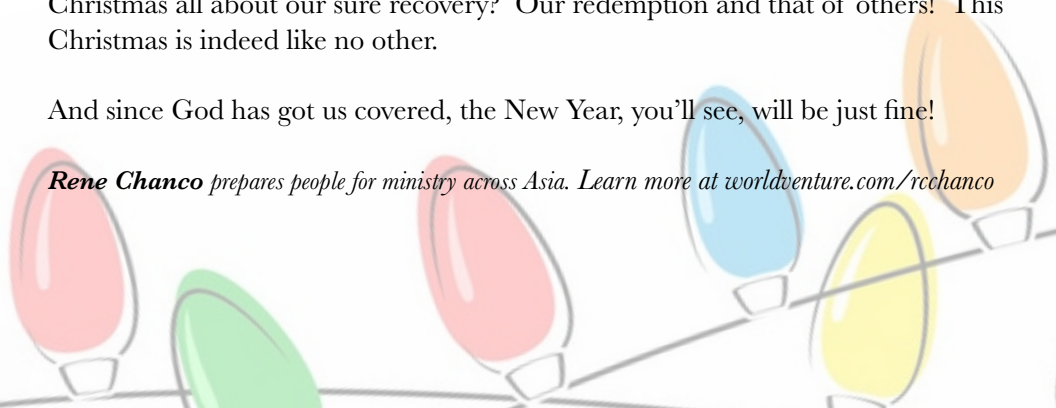 Christmas all about our sure recovery?  Our redemption and that of others!  This
Christmas is indeed like no other.
And since God has got us covered, the New Year, you’ll see, will be just fine!
Rene Chanco prepares people for ministry across Asia. Learn more at worldventure.com/rcchanco